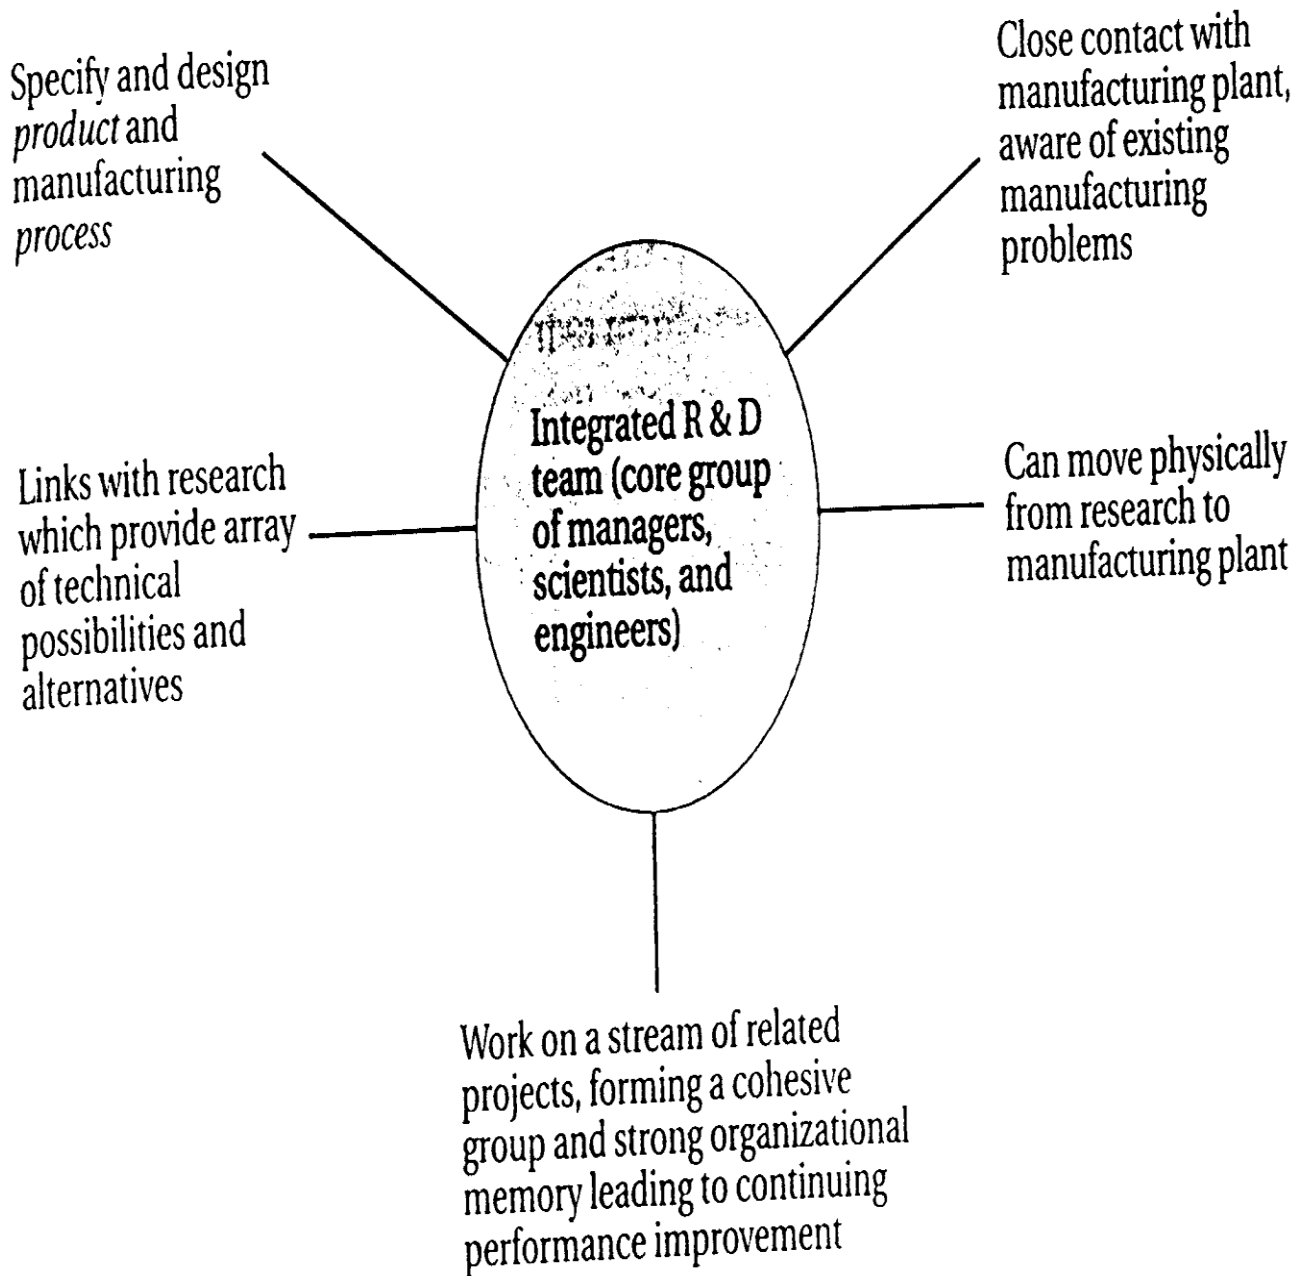 Specify and design
product and
manufacturing
process
Close contact with
manufacturing plant,
aware of existing
manufacturing
problems
Integrated R & D
team (core group
of managers,
scientists, and
engineers)
Links with research
which provide array
of technical
possibilities and
alternatives
Can move physically
from research to
manufacturing plant
Work on a stream of related
projects, forming a cohesive
group and strong organizational
memory leading to continuing
performance improvement